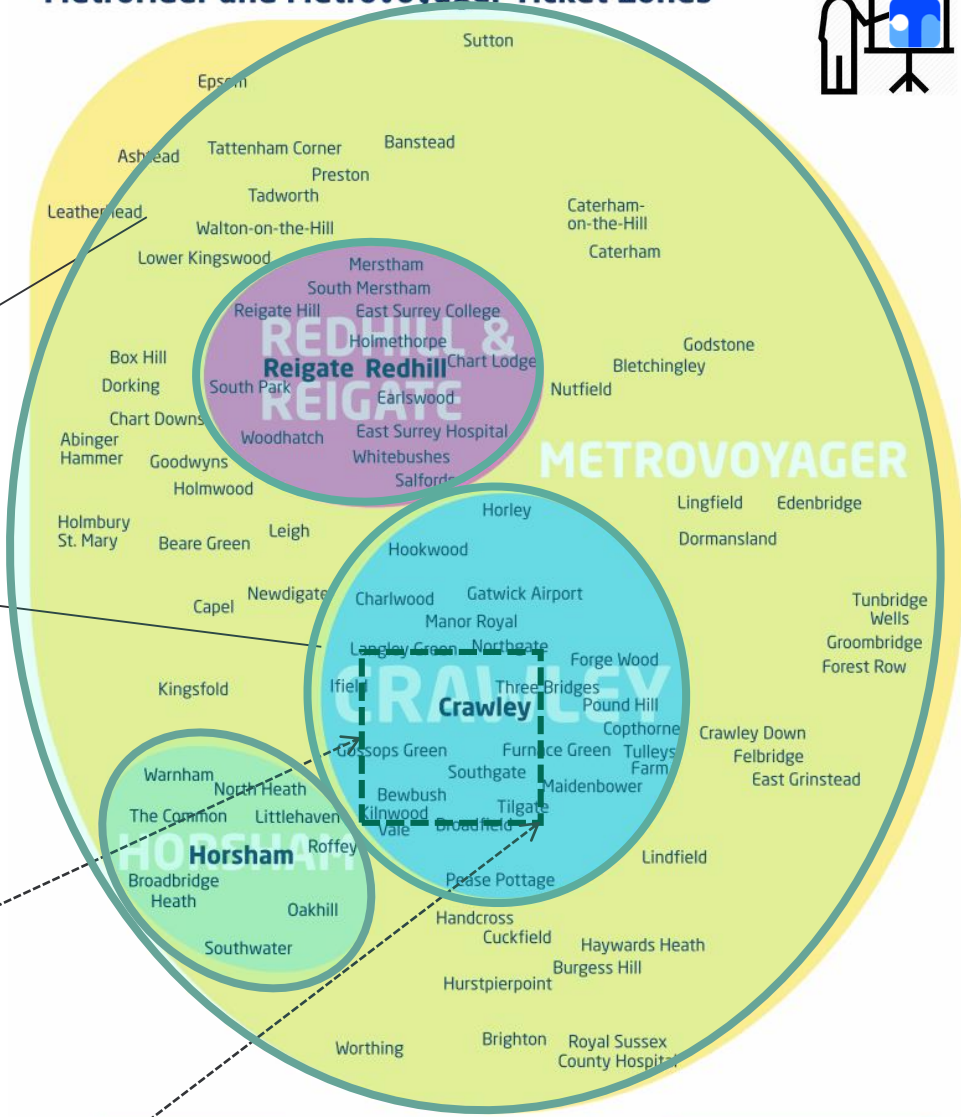 Metrorider and Metrovoyager Ticket Zones
Sutton
Epsom
Ashtead
Tattenham Corner
Banstead
Preston
Tadworth
Leatherhead
Walton-on-the-Hill
Caterham-
on-the-Hill
Caterham
Lower Kingswood
Merstham
South Merstham
Reigate Hill
East Surrey College
REDHILL &
REIGATE
Holmethorpe
Reigate
Redhill
Chart Lodge
South Park
Earlswood
Woodhatch
East Surrey Hospital
Whitebushes
Salfords
Box Hill
Dorking
Chart Downs
Abinger
Hammer
Goodwyns
Holmwood
Godstone
Bletchingley
Nutfield
METROVOYAGER
Lingfield
Edenbridge
Dormansland
Holmbury
St. Mary
Beare Green
Leigh
Newdigate
Capel
Kingsfold
Horley
Hookwood
Charlwood
Gatwick Airport
Manor Royal
Langley Green
Northgate
Forge Wood
CRAWLEY
Ifield
Three Bridges
Crawley
Pound Hill
Copthorne
Gossops Green
Furnace Green
Tulleys
Farm
Southgate
Maidenbower
Bewbush
Kilnwood
Vale
Tilgate
Broadfield
Pease Pottage
Tunbridge
Wells
Groombridge
Forest Row
Crawley Down
Felbridge
East Grinstead
Warnham
North Heath
The Common
Littlehaven
HORSHAM
Horsham
Roffey
Broadbridge
Heath
Oakhill
Southwater
Lindfield
Handcross
Cuckfield
Haywards Heath
Burgess Hill
Hurstpierpoint
Worthing
Brighton
Royal Sussex
County Hospital